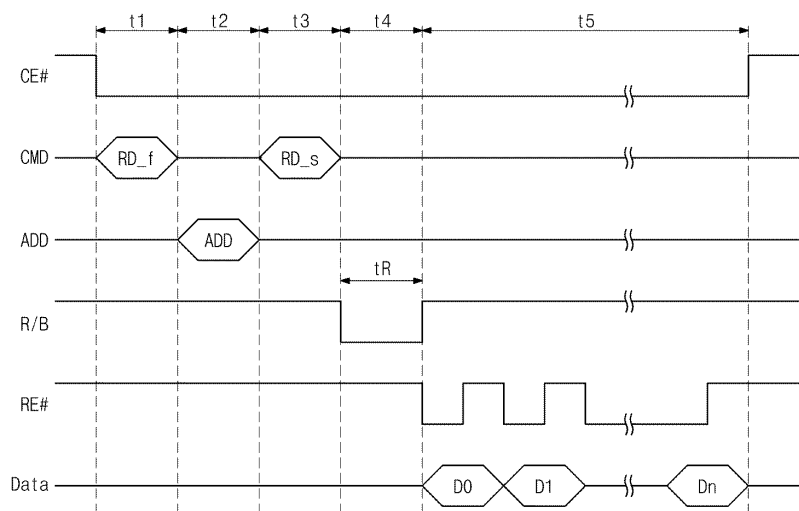 t1 t2 t3 t4 t5
CE#
CMD RD_f RD_s
ADD ADD
tR
R/B
RE#
Data D0 D1 Dn